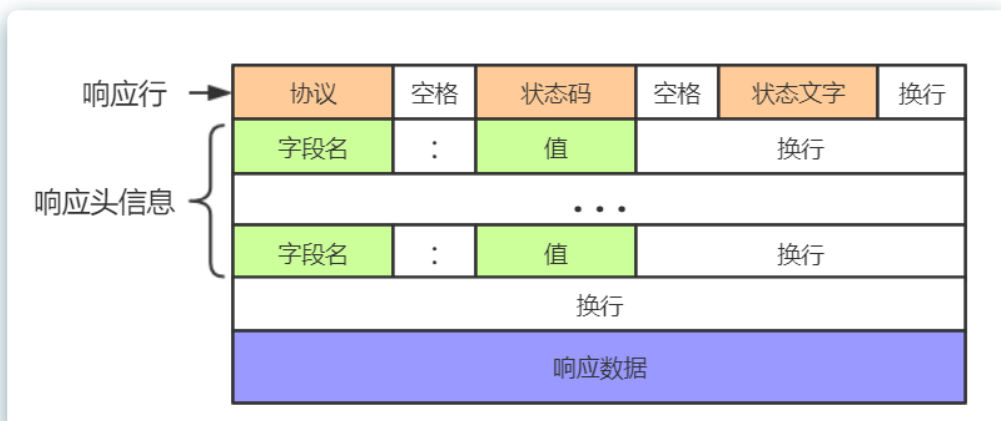 响应行 协议 空格 状态码 空格 状态文字 换行
字段名 : 值 换行
响应头信息 ...
字段名 : 值 换行
换行
响应数据